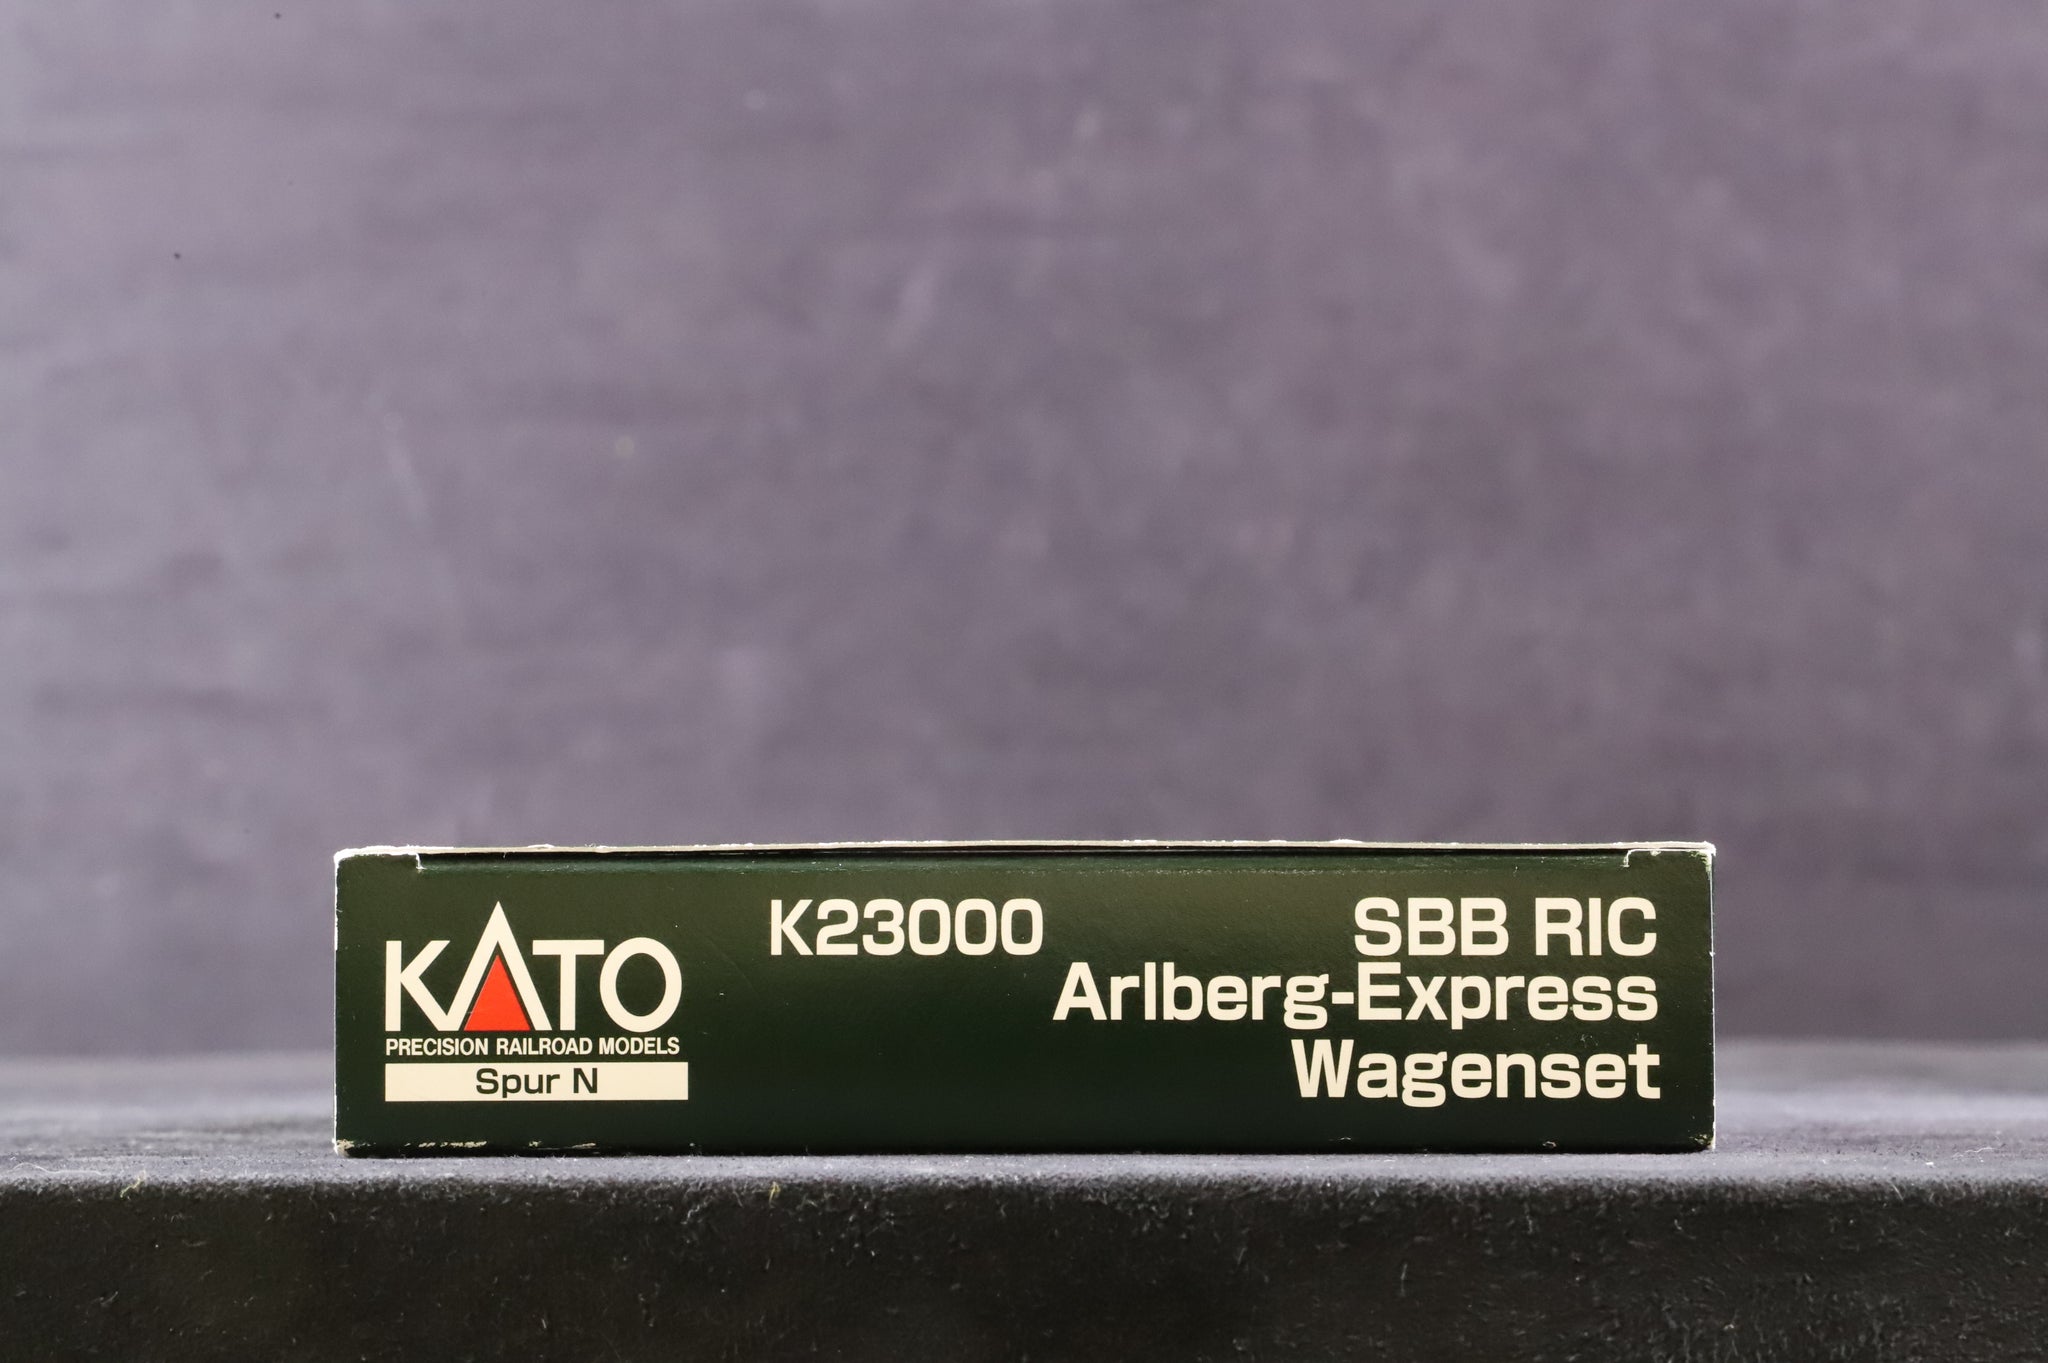 KATO
PRECISION RAILROAD MODELS
Spur N
K23000
SBB RIC
Arlberg-Express
Wagenset